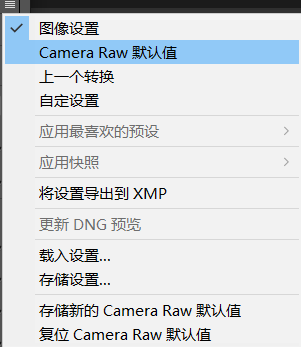 图像设置
Camera Raw 默认值
上一个转换
自定设置
应用最喜欢的预设
应用快照
将设置导出到 XMP
更新 DNG 预览
载入设置...
存储设置...
存储新的 Camera Raw 默认值
复位 Camera Raw 默认值